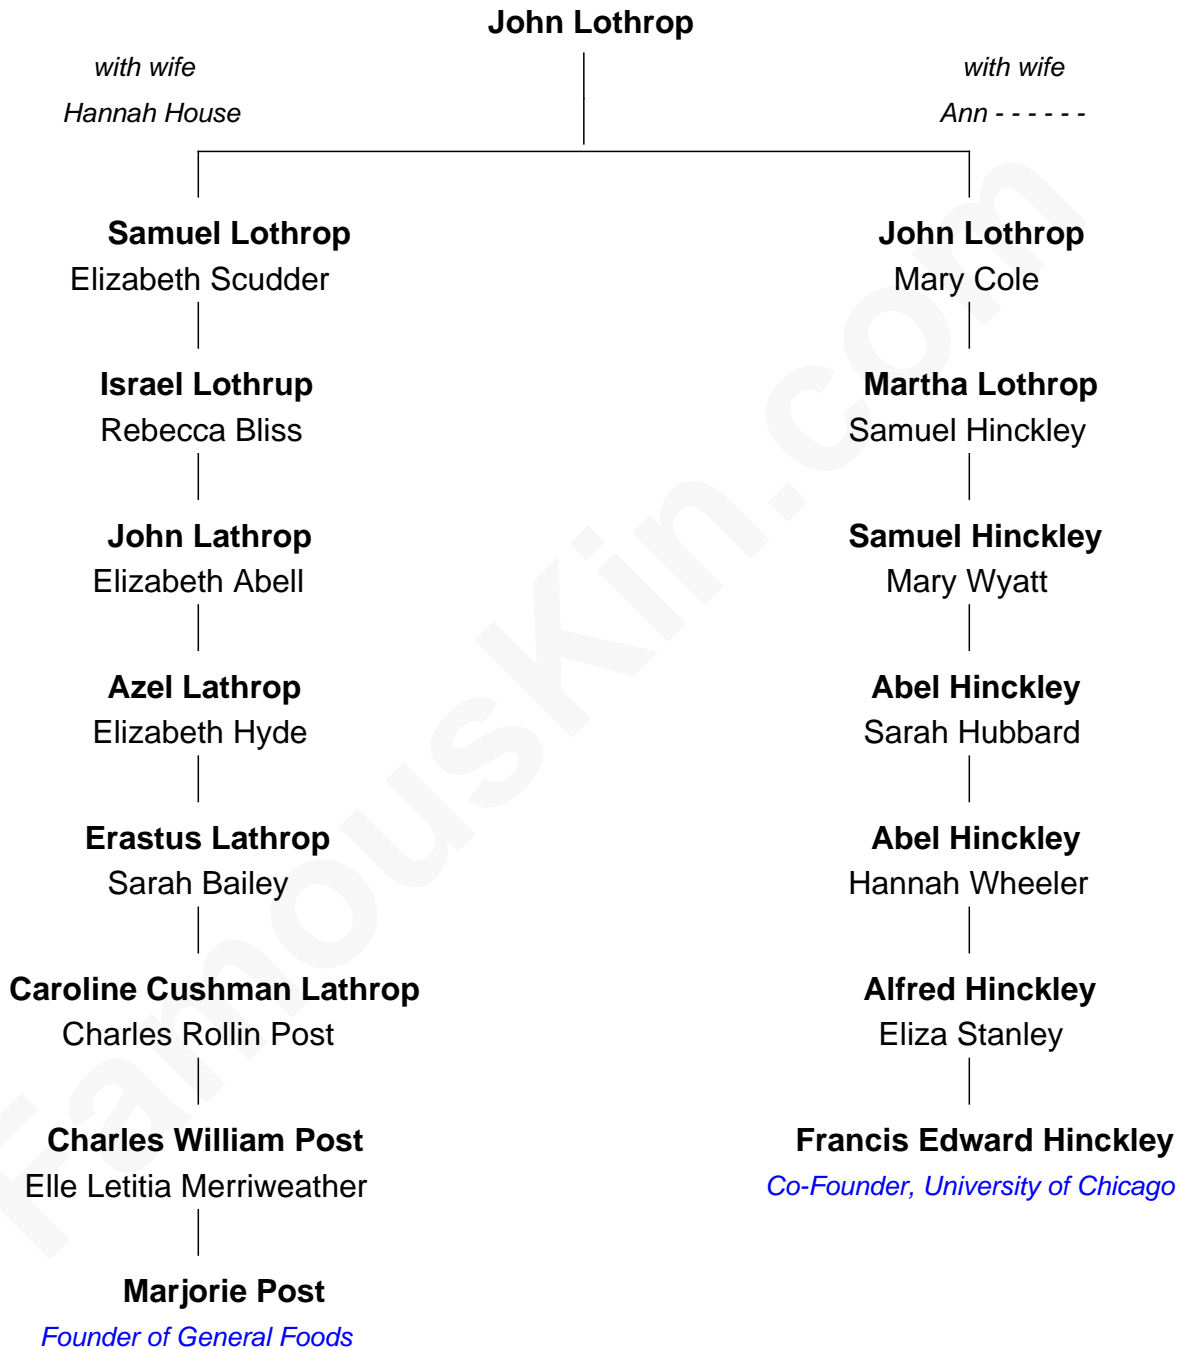 John Lothrop
with wife
Hannah House
with wife
Ann - - - - - -
Samuel Lothrop
Elizabeth Scudder
John Lothrop
Mary Cole
Israel Lothrup
Rebecca Bliss
Martha Lothrop
Samuel Hinckley
John Lathrop
Elizabeth Abell
Samuel Hinckley
Mary Wyatt
Azel Lathrop
Elizabeth Hyde
Abel Hinckley
Sarah Hubbard
Erastus Lathrop
Sarah Bailey
Abel Hinckley
Hannah Wheeler
Caroline Cushman Lathrop
Charles Rollin Post
Alfred Hinckley
Eliza Stanley
Charles William Post
Elle Letitia Merriweather
Francis Edward Hinckley
Co-Founder, University of Chicago
Marjorie Post
Founder of General Foods
FamousKin.com